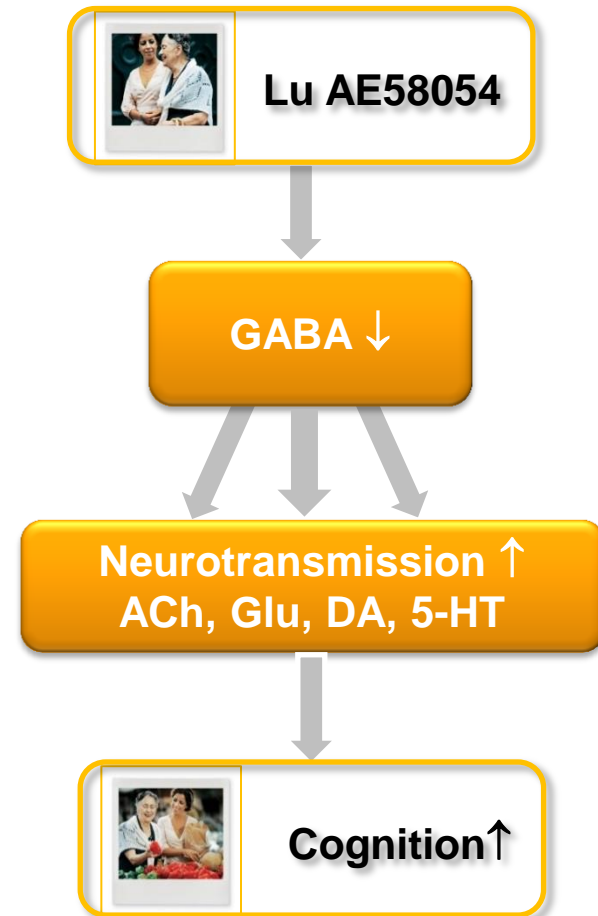 Lu AE58054
GABA ↓
Neurotransmission ↑
ACh, Glu, DA, 5-HT
Cognition↑